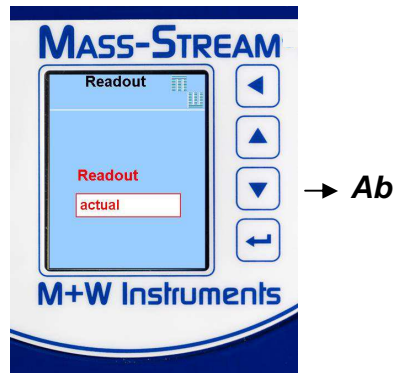 MASS-STREAM
Readout
Readout
actual
Ab
M+W Instruments